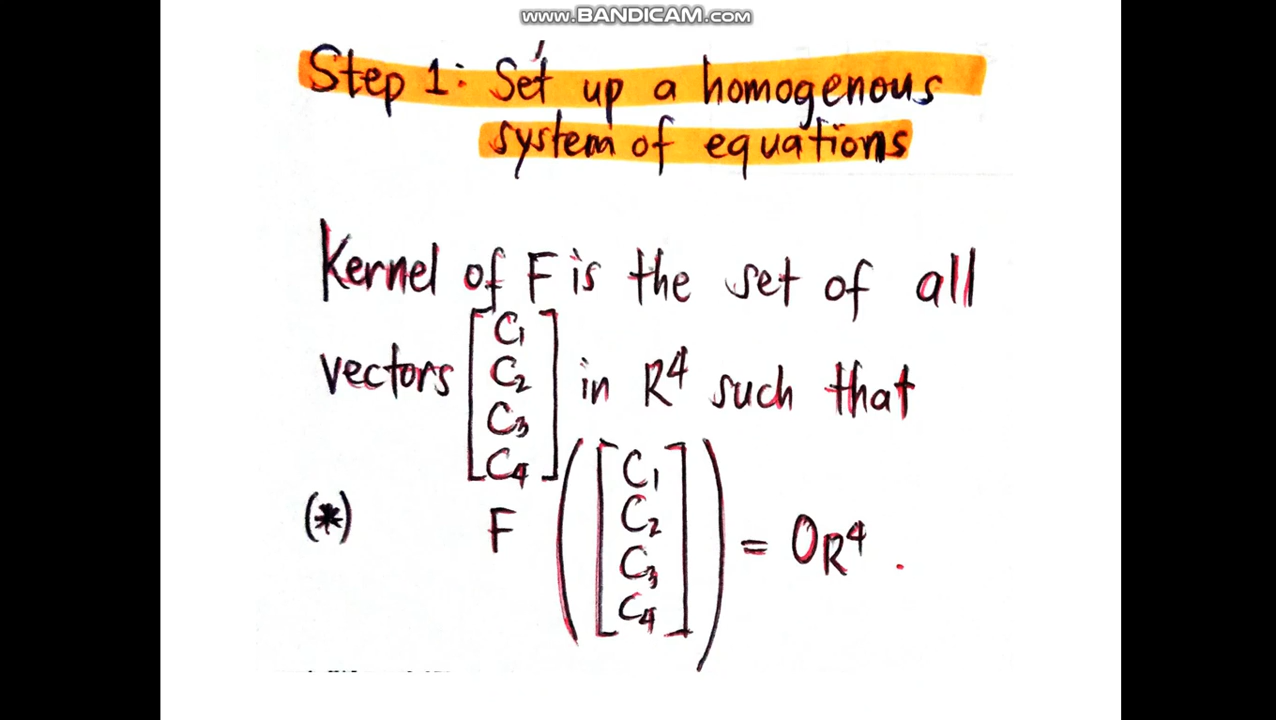 www.BANDICAM.com
Step 1: Set up a homogenous
system of equations
Kernel of F is the set of all
vectors [C1 C2 C3 C4] in R4 such that
(*) F ([C1 C2 C3 C4]) = 0R4.